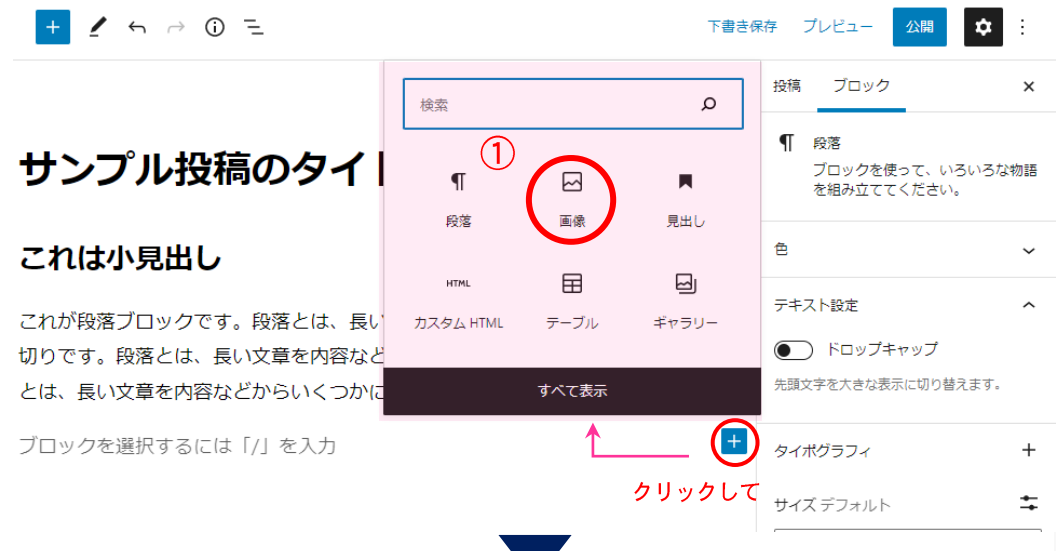 下書き保存 プレビュー 公開
投稿 ブロック
検索
①
段落 画像 見出し
HTML
カスタム HTML テーブル ギャラリー
すべて表示
サンプル投稿のタイト
これは小見出し
これが段落ブロックです。段落とは、長い
切りです。段落とは、長い文章を内容など
とは、長い文章を内容などからいくつかに
ブロックを選択するには「/」を入力
クリックして
段落
ブロックを使って、いろいろな物語
を組み立ててください。
色
テキスト設定
ドロップキャップ
先頭文字を大きな表示に切り替えます。
タイポグラフィ
サイズ デフォルト